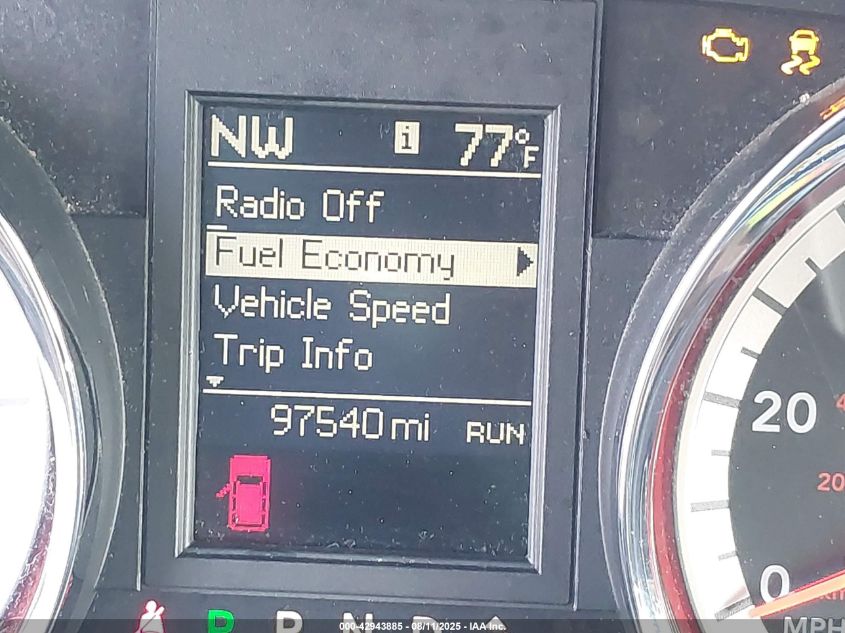 NW i 77°F
Radio Off
Fuel Economy
Vehicle Speed
Trip Info
97540 mi RUN
20
0
MPH
P R N
000-42943885 - 08/11/2025 - IAA Inc.